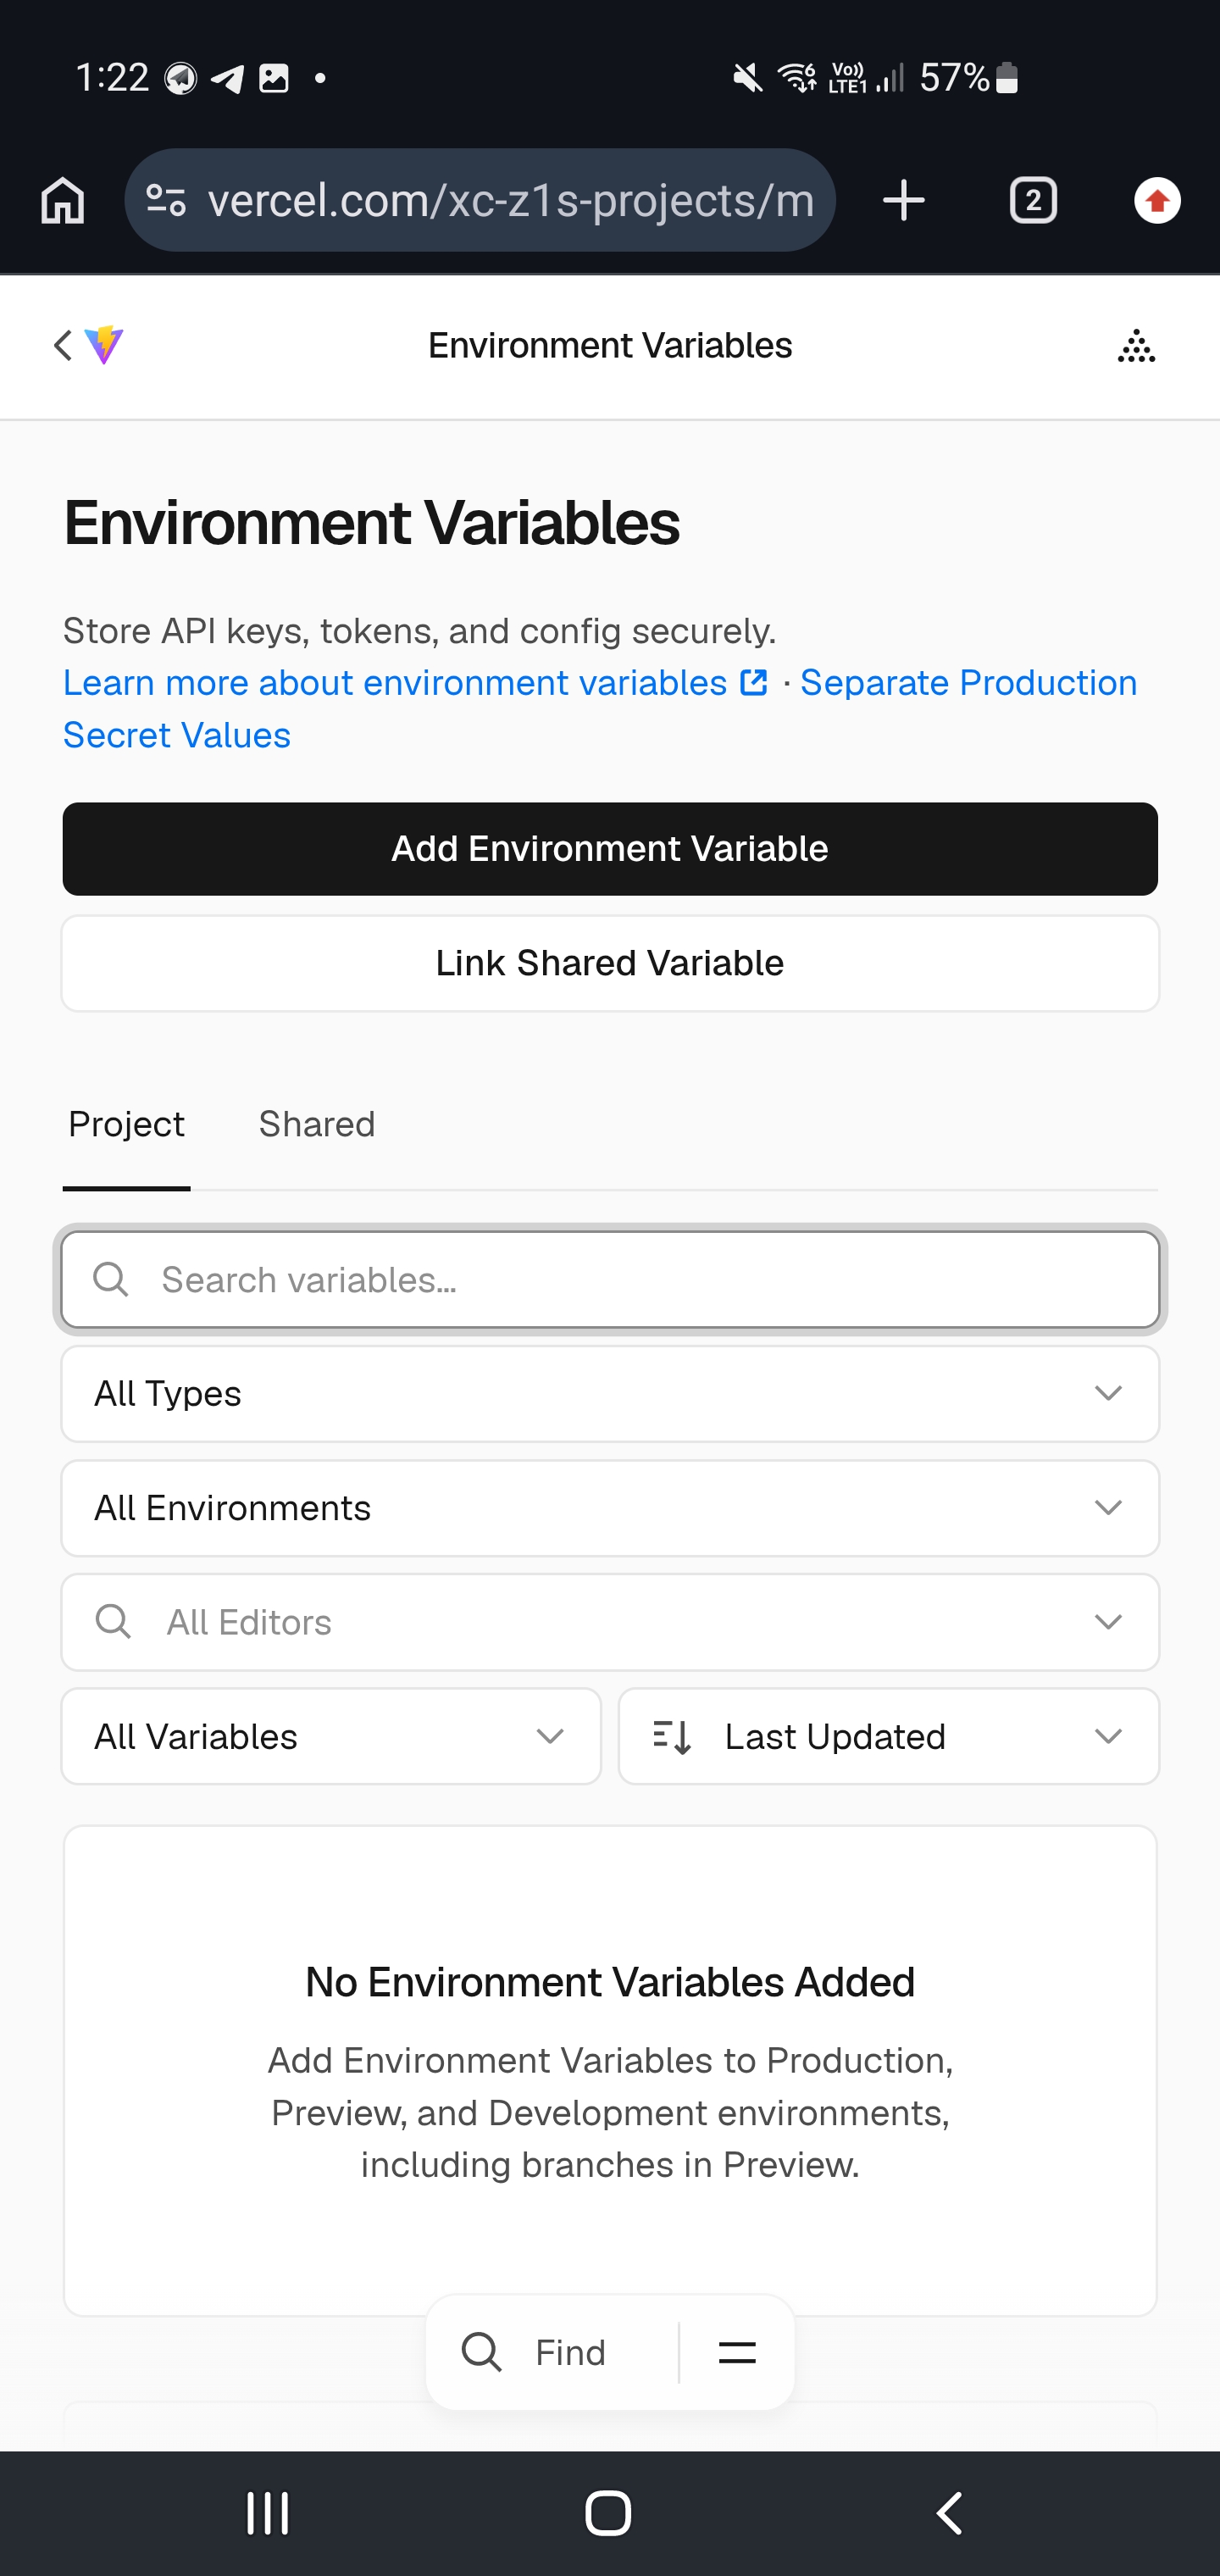 1:22
Vo)) LTE1
57%
vercel.com/xc-z1s-projects/m
2
Environment Variables
Environment Variables
Store API keys, tokens, and config securely.
Learn more about environment variables · Separate Production
Secret Values
Add Environment Variable
Link Shared Variable
Project Shared
Search variables...
All Types
All Environments
All Editors
All Variables
Last Updated
No Environment Variables Added
Add Environment Variables to Production,
Preview, and Development environments,
including branches in Preview.
Find